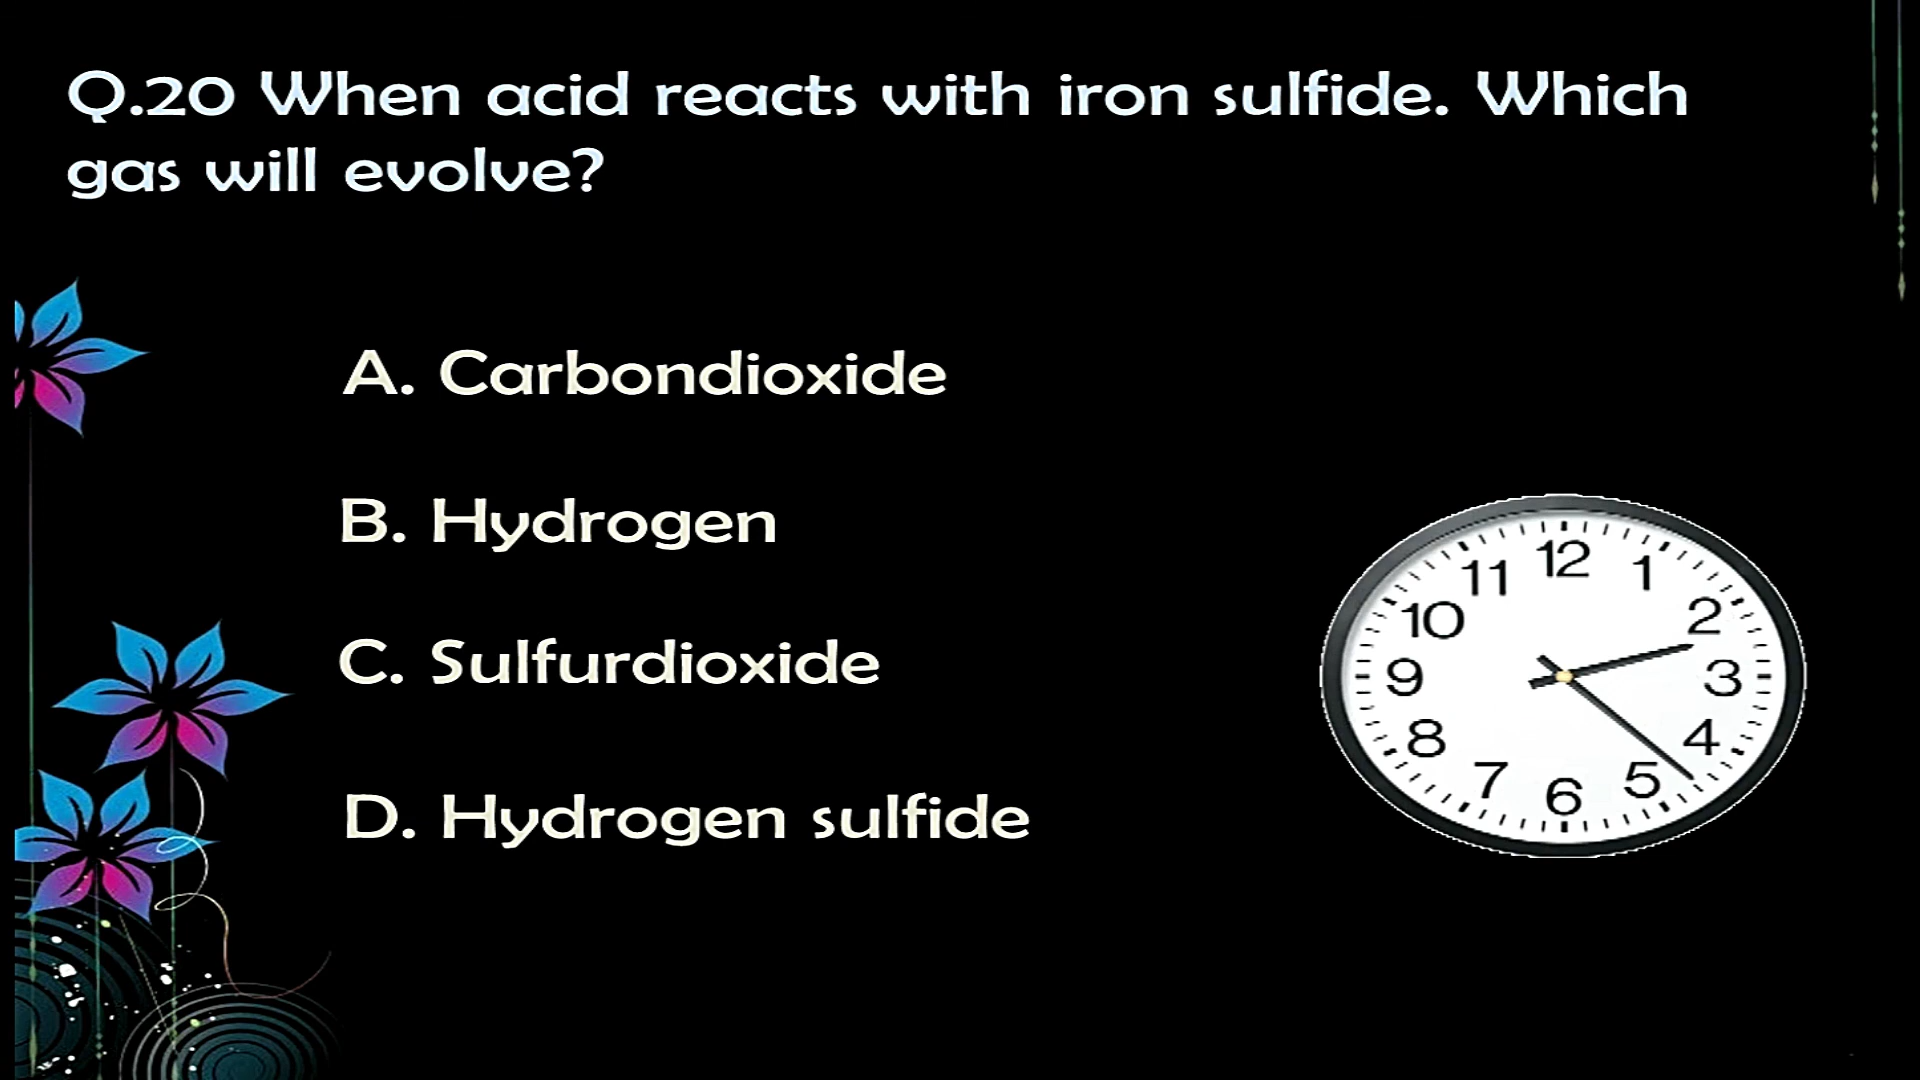 Q.20 When acid reacts with iron sulfide. Which
gas will evolve?
A. Carbondioxide
B. Hydrogen
C. Sulfurdioxide
D. Hydrogen sulfide
12
11
1
10
2
9
3
8
4
7
5
6